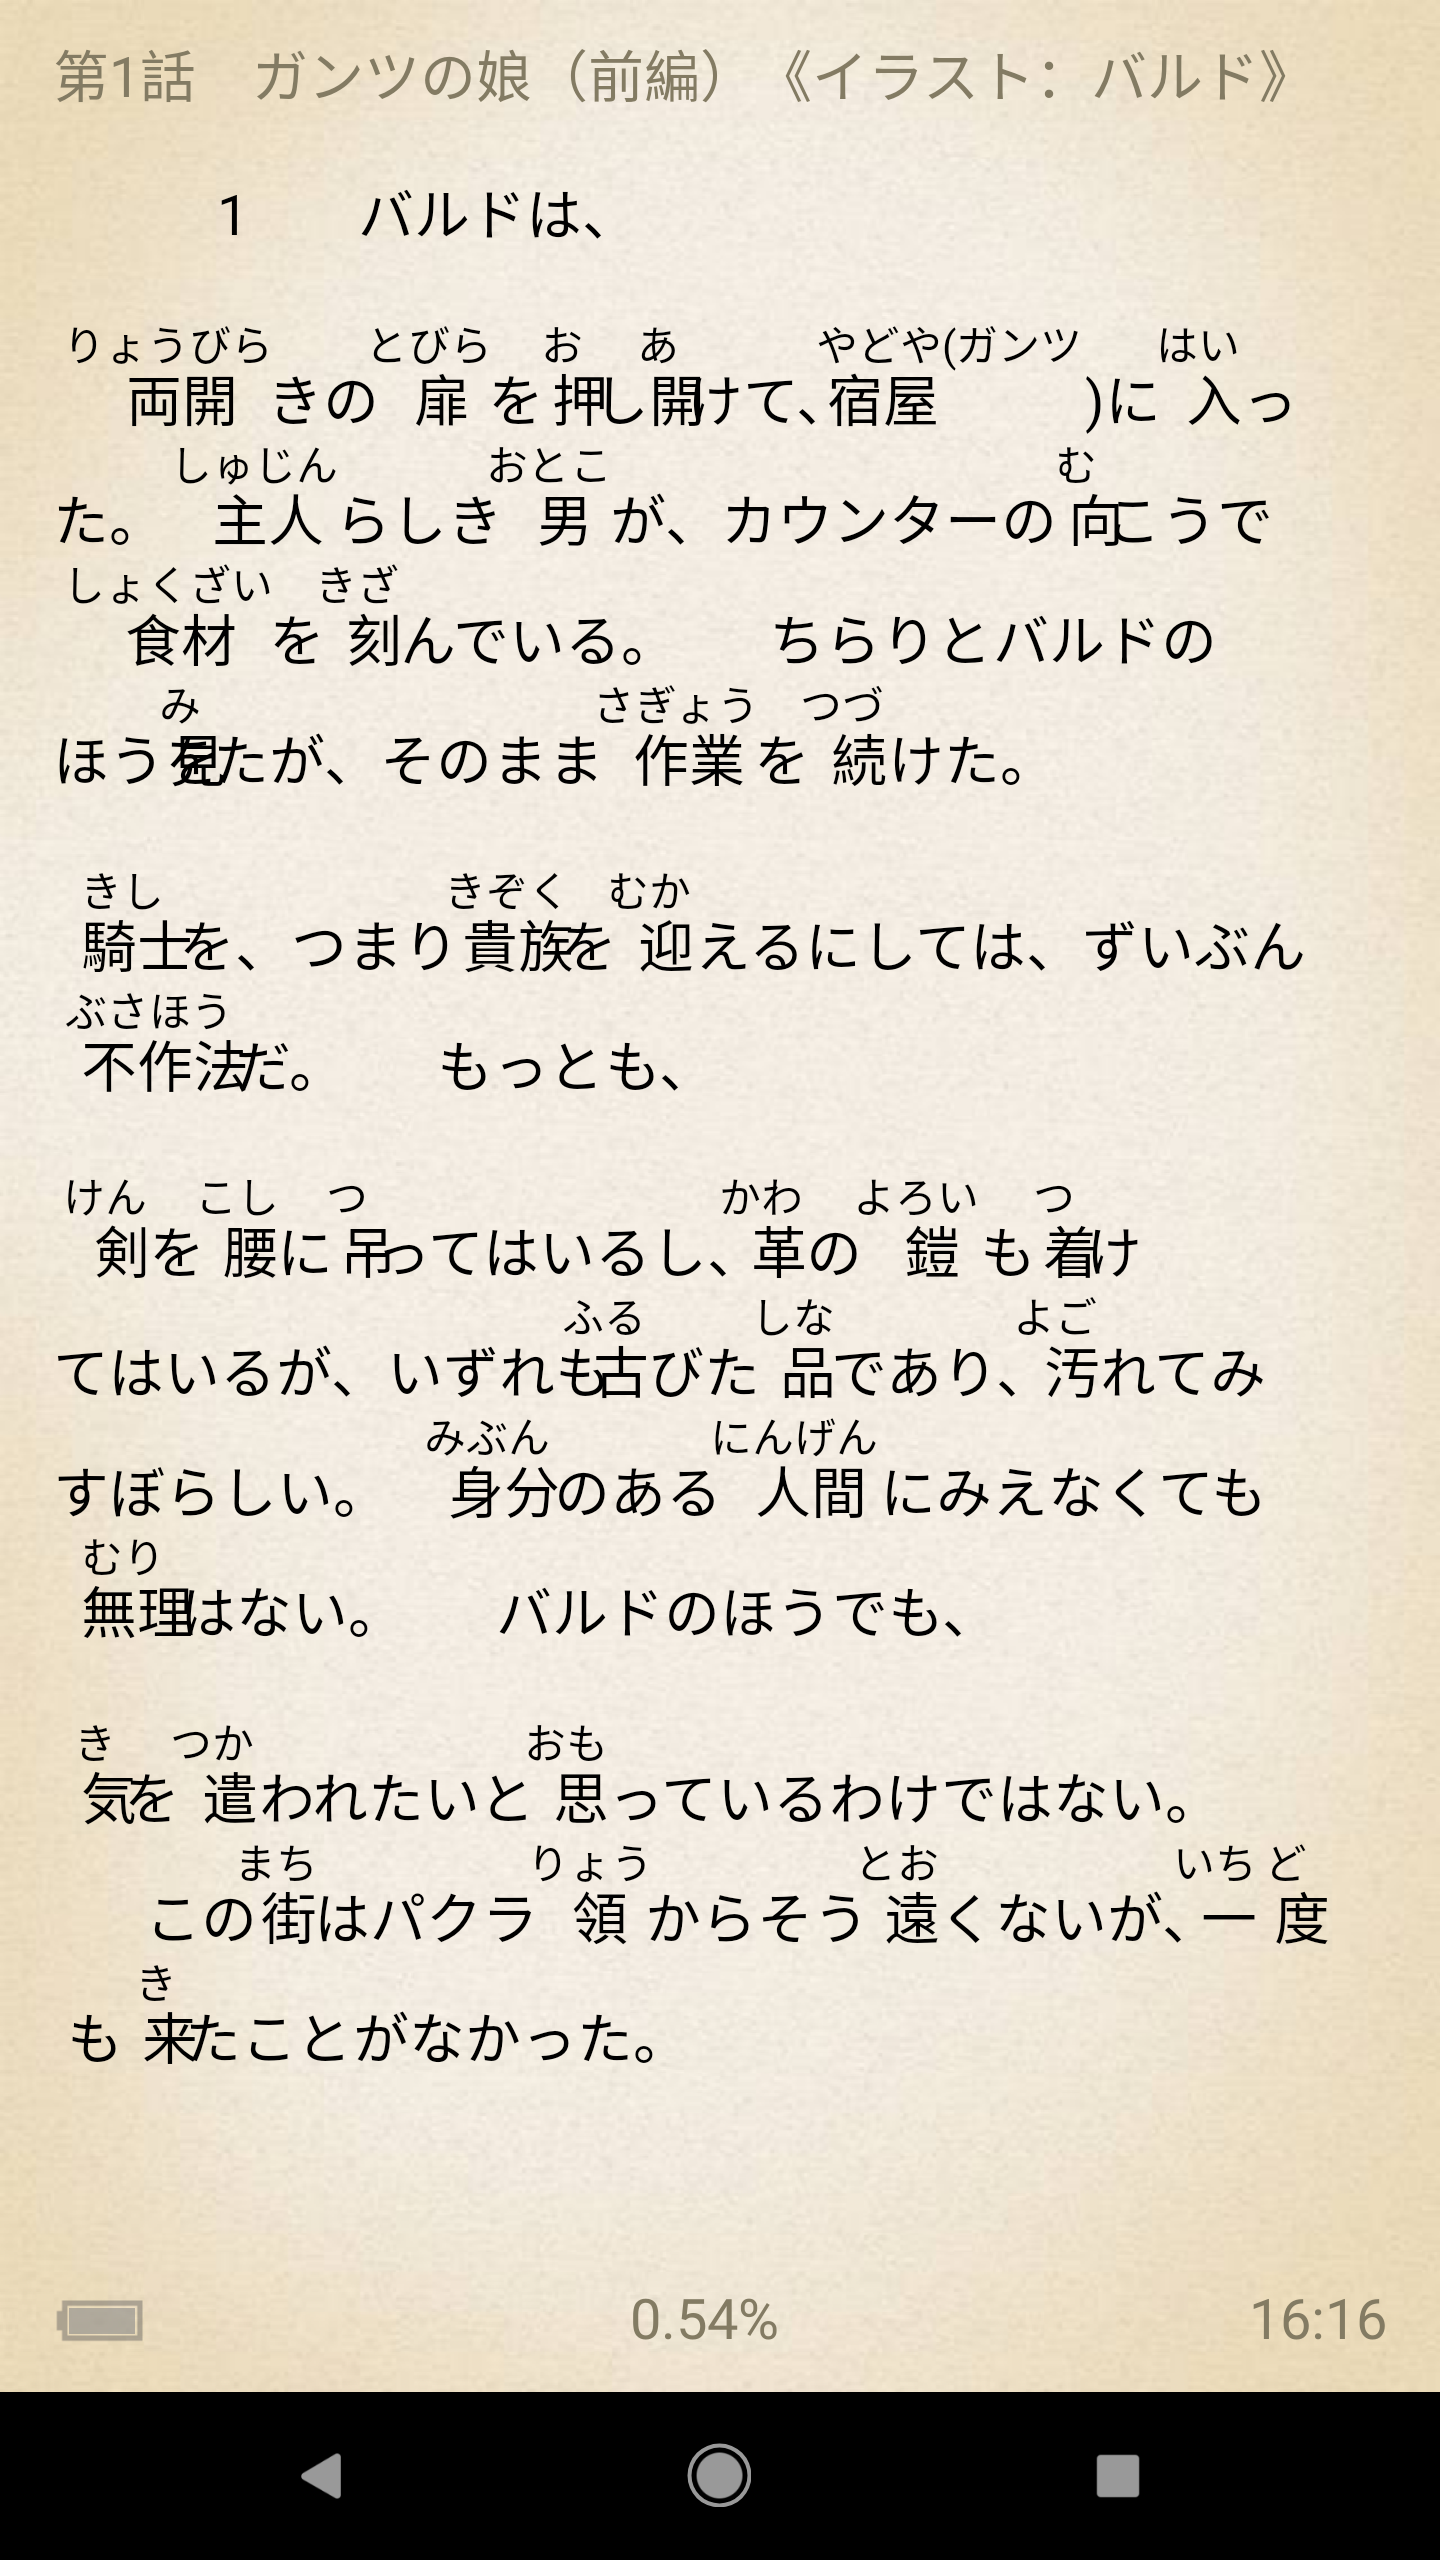 第1話　ガンツの娘（前編）《イラスト：バルド》
1　　バルドは、
りょうびら とびら お あ やどや(ガンツ はい
両開きの扉を押し開けて、宿屋 )に入っ
しゅじん おとこ む
た。　主人らしき男が、カウンターの向こうで
しょくざい きざ
食材を刻んでいる。　　ちらりとバルドの
み さぎょう つづ
ほうを見たが、そのまま作業を続けた。
きし きぞく むか
騎士を、つまり貴族を迎えるにしては、ずいぶん
ぶさほう
不作法だ。　　もっとも、
けん こし つ かわ よろい つ
剣を腰に吊ってはいるし、革の鎧も着け
ふる しな よご
てはいるが、いずれも古びた品であり、汚れてみ
みぶん にんげん
すぼらしい。　身分のある人間にみえなくても
むり
無理はない。　　バルドのほうでも、
き つか おも
気を遣われたいと思っているわけではない。
まち りょう とお いち ど
この街はパクラ領からそう遠くないが、一度
き
も来たことがなかった。
0.54%
16:16